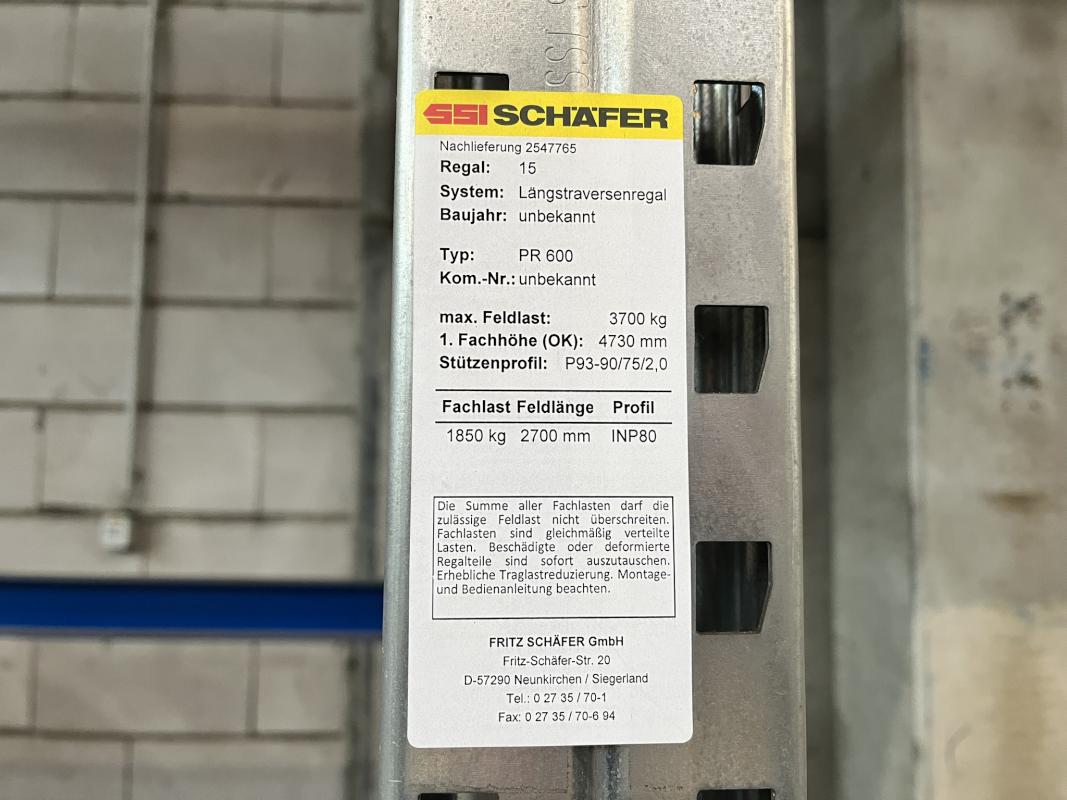 SSI
SSI SCHÄFER
Nachlieferung 2547765
Regal: 15
System: Längstraversenregal
Baujahr: unbekannt
Typ: PR 600
Kom.-Nr.: unbekannt
max. Feldlast: 3700 kg
1. Fachhöhe (OK): 4730 mm
Stützenprofil: P93-90/75/2,0
Fachlast Feldlänge Profil
1850 kg 2700 mm INP80
Die Summe aller Fachlasten darf die
zulässige Feldlast nicht überschreiten.
Fachlasten sind gleichmäßig verteilte
Lasten. Beschädigte oder deformierte
Regalteile sind sofort auszutauschen.
Erhebliche Traglastreduzierung. Montage-
und Bedienanleitung beachten.
FRITZ SCHÄFER GmbH
Fritz-Schäfer-Str. 20
D-57290 Neunkirchen / Siegerland
Tel.: 0 27 35 / 70-1
Fax: 0 27 35 / 70-6 94